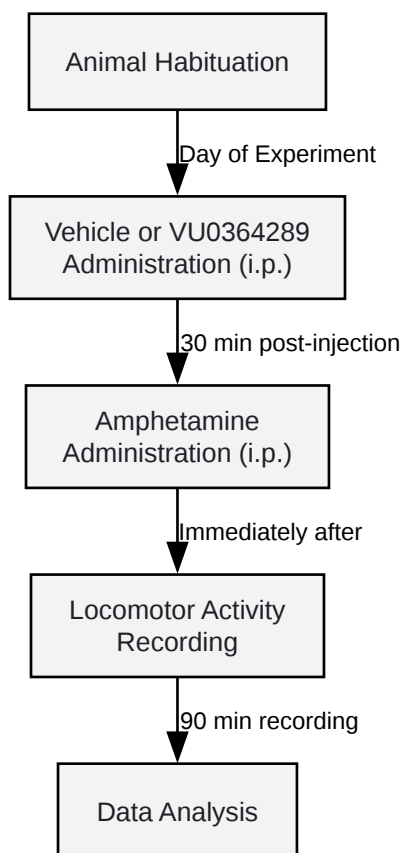 Animal Habituation
Day of Experiment
Vehicle or VU0364289
Administration (i.p.)
30 min post-injection
Amphetamine
Administration (i.p.)
Immediately after
Locomotor Activity
Recording
90 min recording
Data Analysis